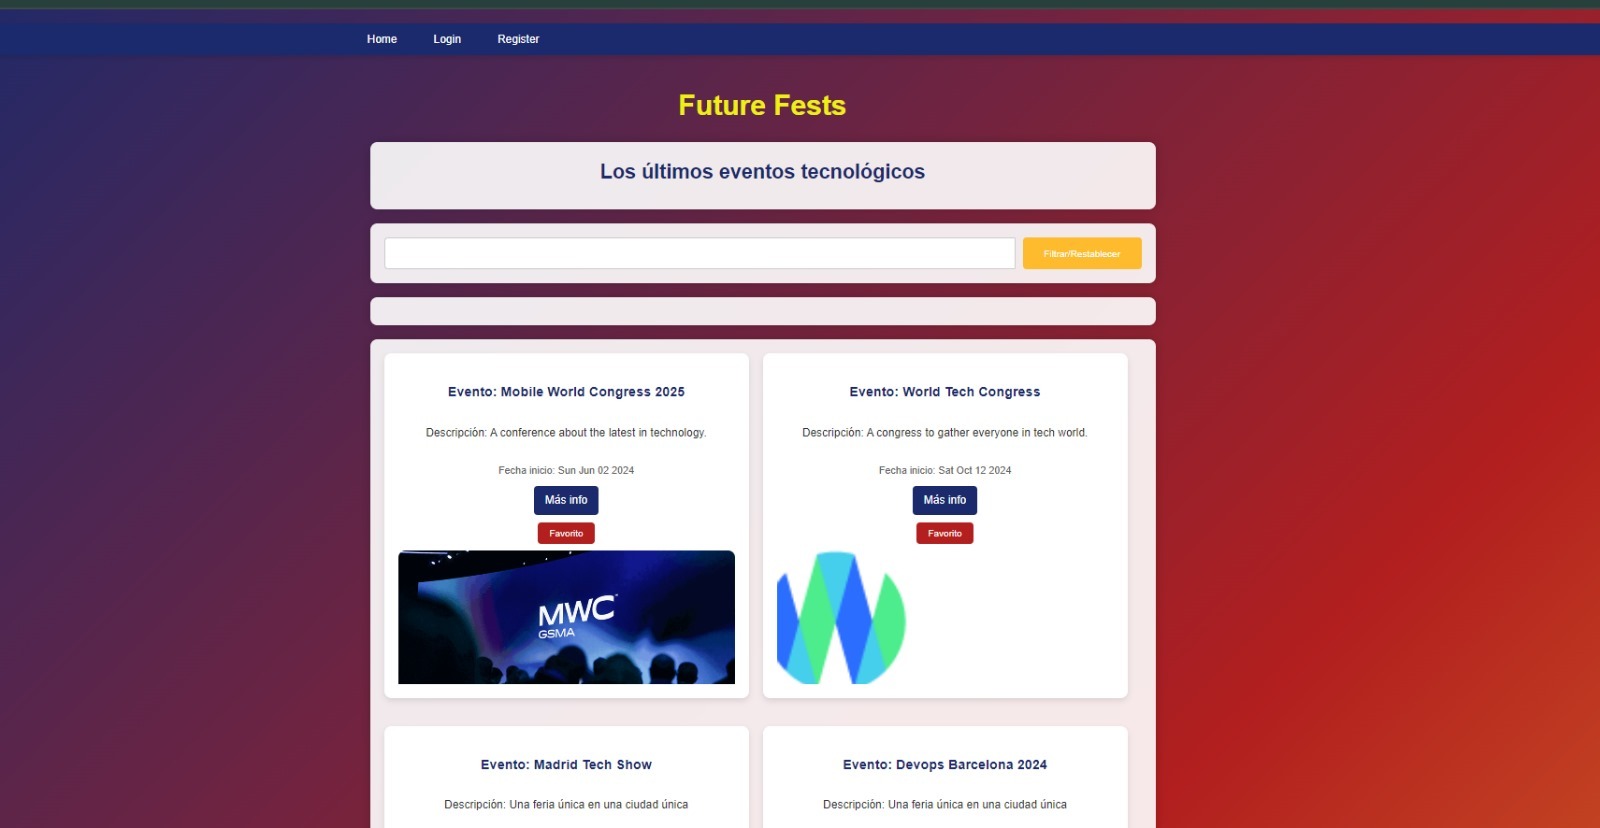 Home Login Register
Future Fests
Los últimos eventos tecnológicos
Filtrar/Restablecer
Evento: Mobile World Congress 2025
Descripción: A conference about the latest in technology.
Fecha inicio: Sun Jun 02 2024
Más info
Favorito
MWC
GSMA
Evento: World Tech Congress
Descripción: A congress to gather everyone in tech world.
Fecha inicio: Sat Oct 12 2024
Más info
Favorito
Evento: Madrid Tech Show
Descripción: Una feria única en una ciudad única
Evento: Devops Barcelona 2024
Descripción: Una feria única en una ciudad única